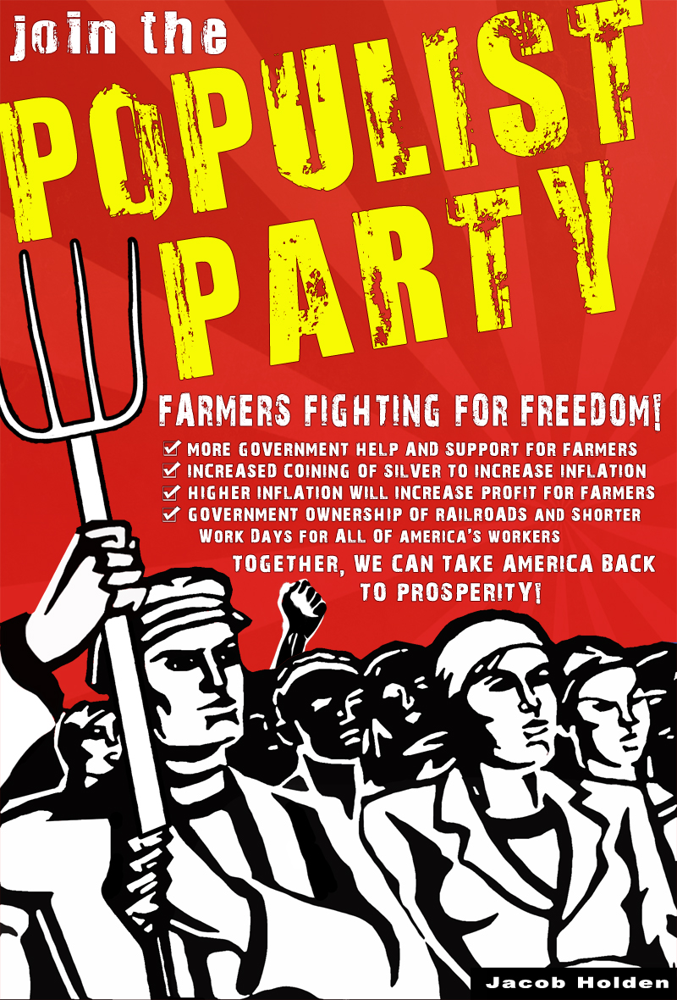 join the
POPULIST
PARTY
FARMERS FIGHTING FOR FREEDOM!
MORE GOVERNMENT HELP AND SUPPORT FOR FARMERS
INCREASED COINING OF SILVER TO INCREASE INFLATION
HIGHER INFLATION WILL INCREASE PROFIT FOR FARMERS
GOVERNMENT OWNERSHIP OF RAILROADS AND SHORTER
WORK DAYS FOR ALL OF AMERICA'S WORKERS
TOGETHER, WE CAN TAKE AMERICA BACK
TO PROSPERITY!
Jacob Holden